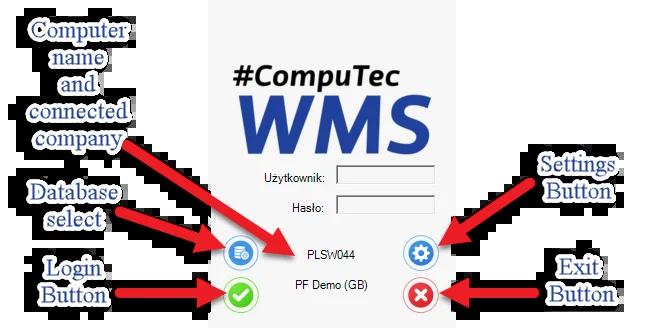 Computer
name
and
connected
company
Database
select
Login
Button
#CompuTec
WMS
Użytkownik:
Hasło:
PLSW044
PF Demo (GB)
Settings
Button
Exit
Button